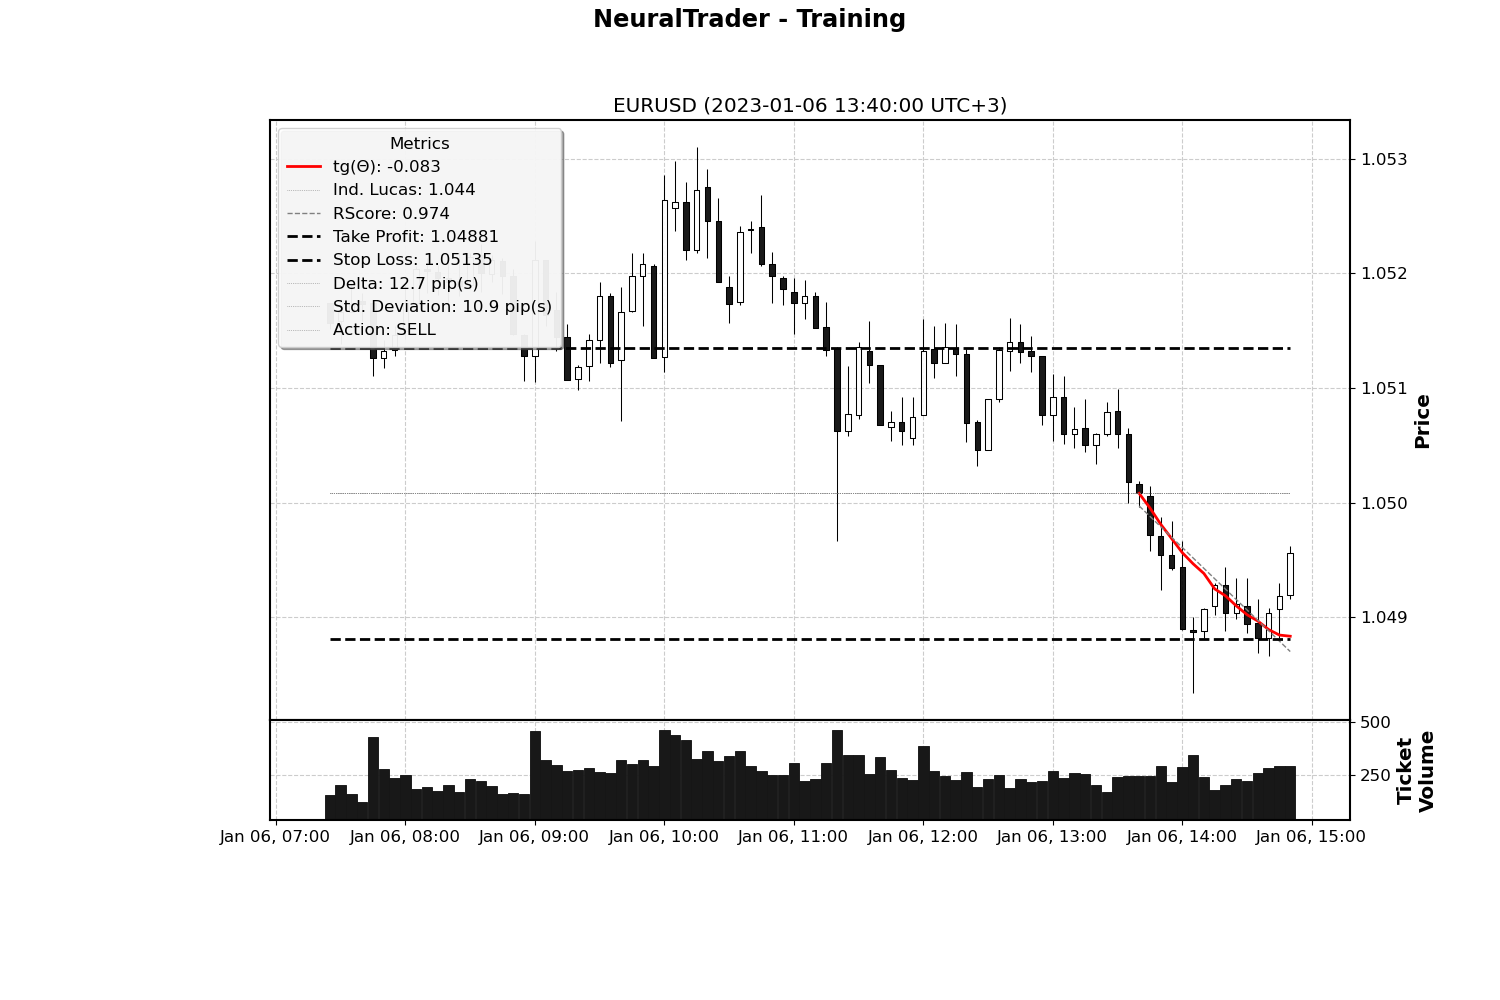 NeuralTrader - Training
EURUSD (2023-01-06 13:40:00 UTC+3)
Metrics
tg(Θ): -0.083
Ind. Lucas: 1.044
RScore: 0.974
Take Profit: 1.04881
Stop Loss: 1.05135
Delta: 12.7 pip(s)
Std. Deviation: 10.9 pip(s)
Action: SELL
1.053
1.052
1.051
1.050
1.049
Price
500
250
Ticket
Volume
Jan 06, 07:00
Jan 06, 08:00
Jan 06, 09:00
Jan 06, 10:00
Jan 06, 11:00
Jan 06, 12:00
Jan 06, 13:00
Jan 06, 14:00
Jan 06, 15:00